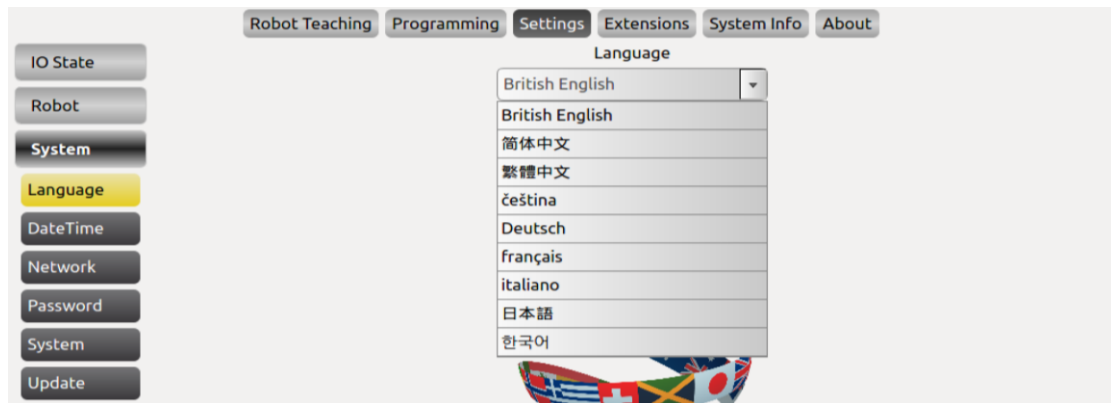 Robot Teaching Programming Settings Extensions System Info About
IO State
Robot
System
Language
DateTime
Network
Password
System
Update
Language
British English
British English
简体中文
繁體中文
čeština
Deutsch
français
italiano
日本語
한국어